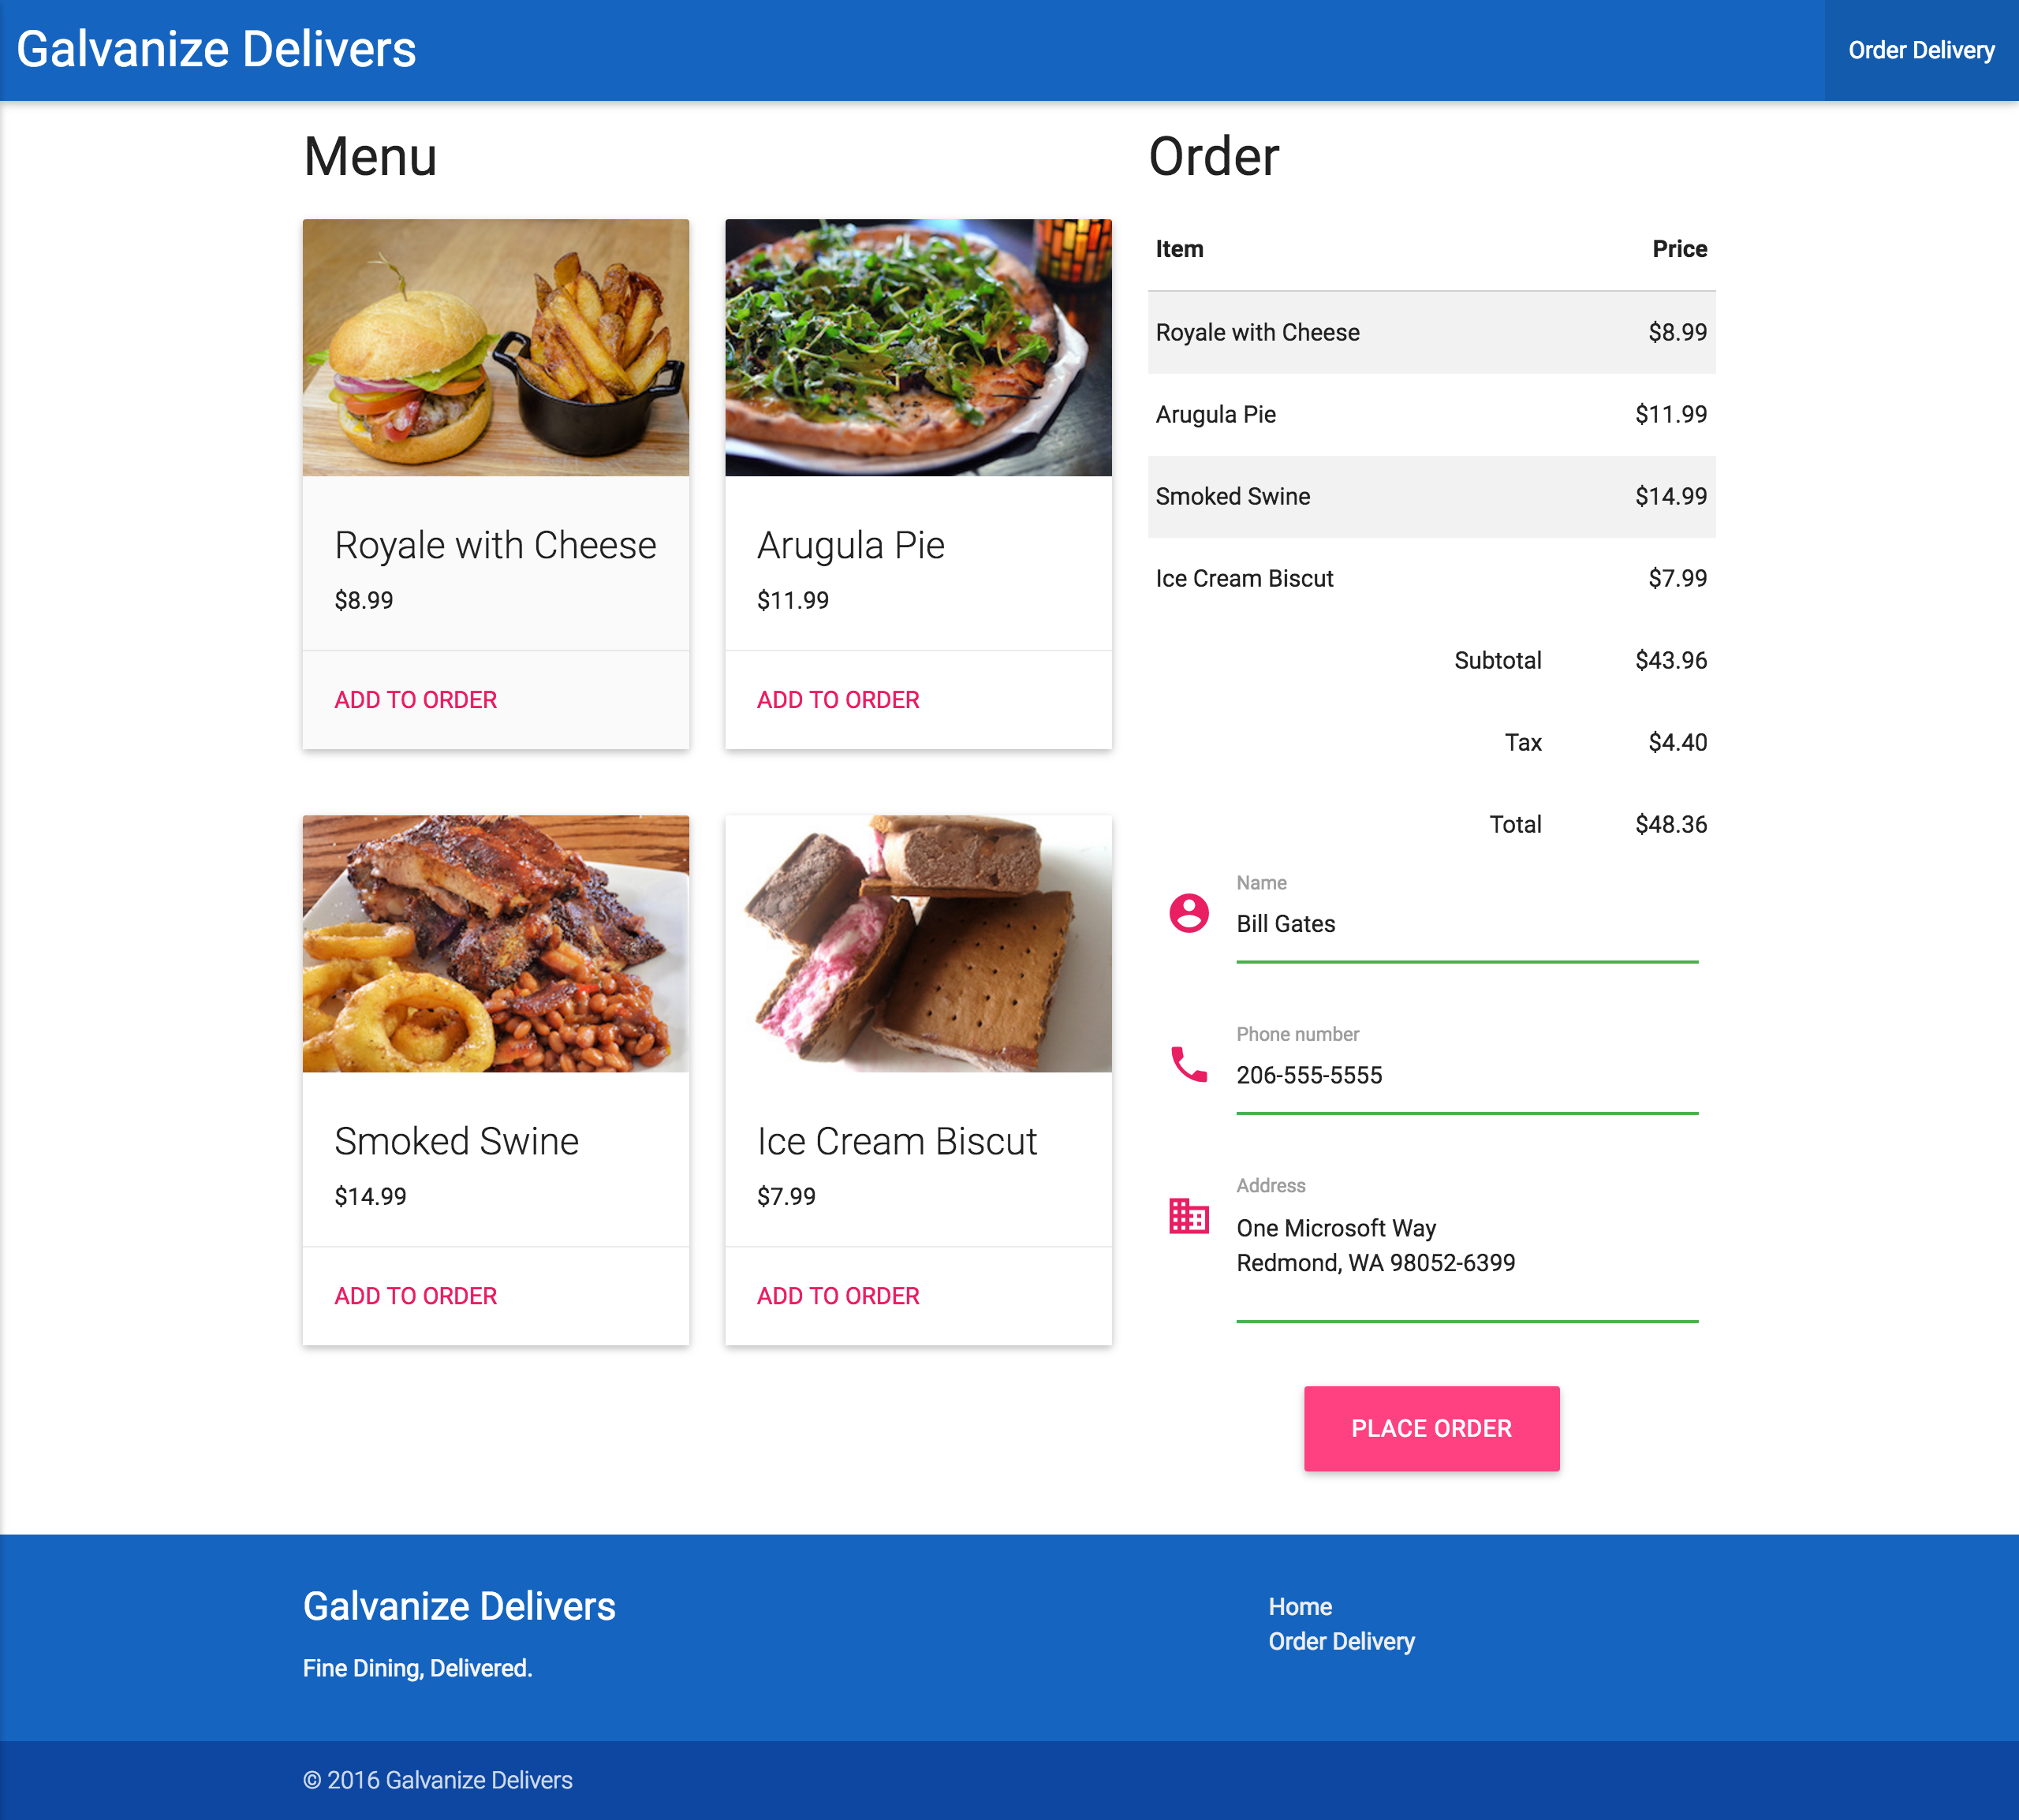 Galvanize Delivers
Order Delivery
Menu
Royale with Cheese
$8.99
ADD TO ORDER
Arugula Pie
$11.99
ADD TO ORDER
Smoked Swine
$14.99
ADD TO ORDER
Ice Cream Biscut
$7.99
ADD TO ORDER
Order
Item Price
Royale with Cheese $8.99
Arugula Pie $11.99
Smoked Swine $14.99
Ice Cream Biscut $7.99
Subtotal $43.96
Tax $4.40
Total $48.36
Name
Bill Gates
Phone number
206-555-5555
Address
One Microsoft Way
Redmond, WA 98052-6399
PLACE ORDER
Galvanize Delivers
Fine Dining, Delivered.
Home
Order Delivery
© 2016 Galvanize Delivers